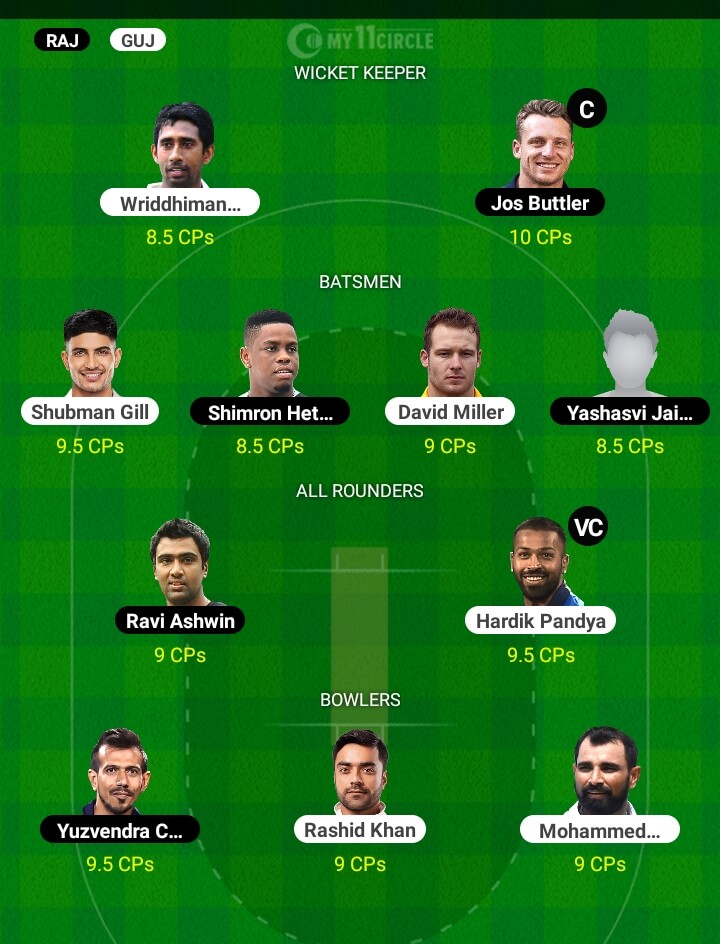 RAJ GUJ MY11CIRCLE
WICKET KEEPER
C
Wriddhiman... Jos Buttler
8.5 CPs 10 CPs
BATSMEN
Shubman Gill Shimron Het... David Miller Yashasvi Jai...
9.5 CPs 8.5 CPs 9 CPs 8.5 CPs
ALL ROUNDERS
VC
Ravi Ashwin Hardik Pandya
9 CPs 9.5 CPs
BOWLERS
Yuzvendra C... Rashid Khan Mohammed...
9.5 CPs 9 CPs 9 CPs